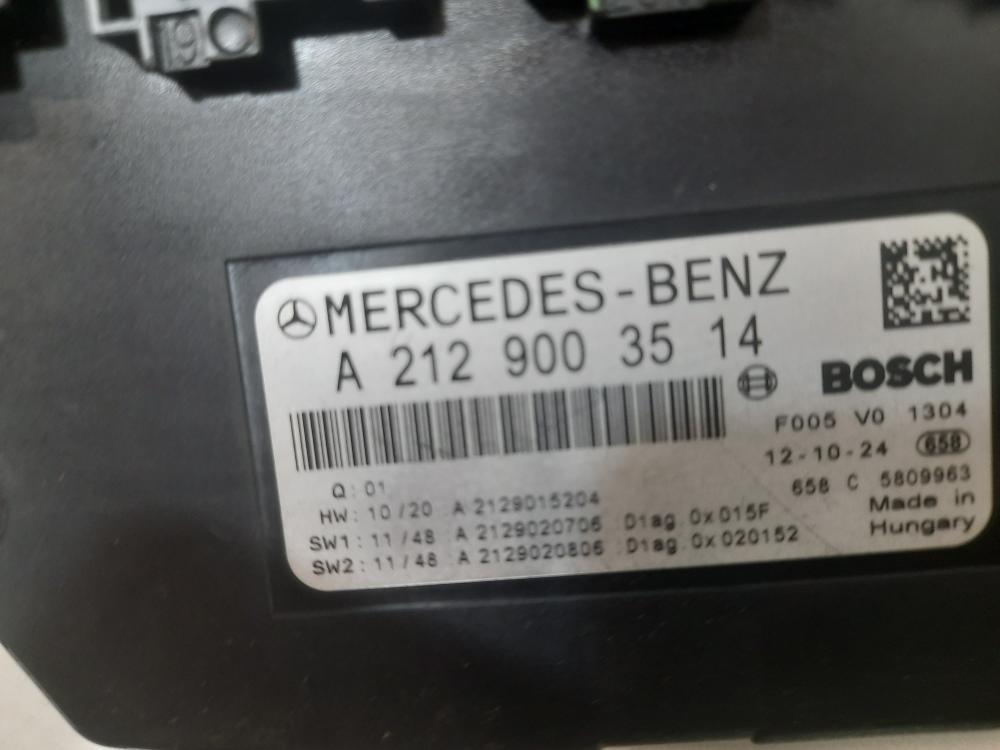 19
MERCEDES-BENZ
A 212 900 35 14
BOSCH
F005 V0 1304
12-10-24 658
658 C 5809963
Made in
Hungary
Q: 01
HW: 10/20 A 2129015204
SW1: 11/48 A 2129020706 Diag 0x015F
SW2: 11/48 A 2129020806 Diag 0x020152